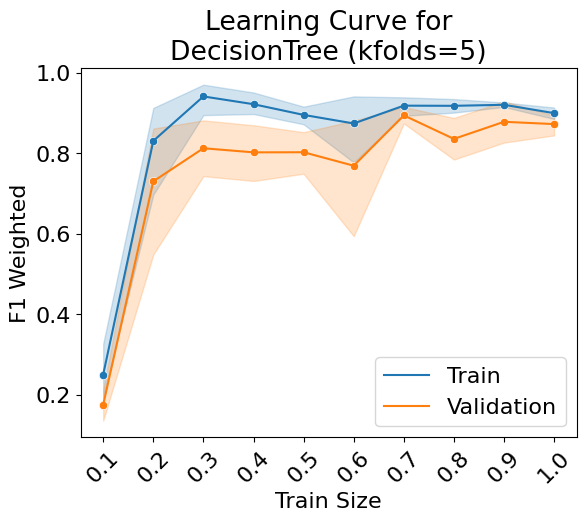 Learning Curve for
DecisionTree (kfolds=5)
F1 Weighted
1.0
0.8
0.6
0.4
0.2
Train
Validation
0.1 0.2 0.3 0.4 0.5 0.6 0.7 0.8 0.9 1.0
Train Size